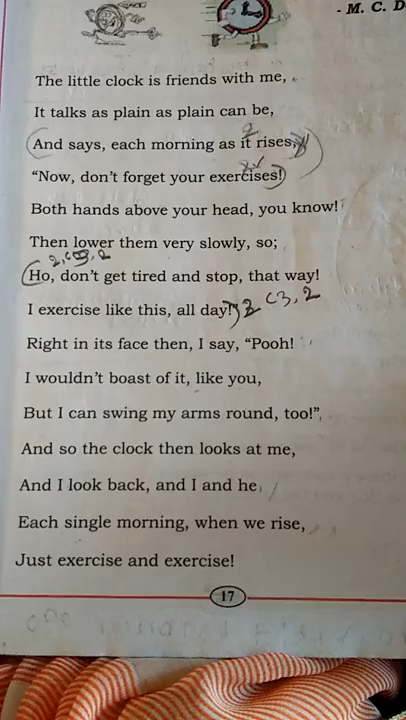 - M. C. D
The little clock is friends with me,
It talks as plain as plain can be,
And says, each morning as it rises,
“Now, don't forget your exercises!
Both hands above your head, you know!
Then lower them very slowly, so;
Ho, don't get tired and stop, that way!
I exercise like this, all day!”
Right in its face then, I say, “Pooh!
I wouldn't boast of it, like you,
But I can swing my arms round, too!”
And so the clock then looks at me,
And I look back, and I and he
Each single morning, when we rise,
Just exercise and exercise!
17